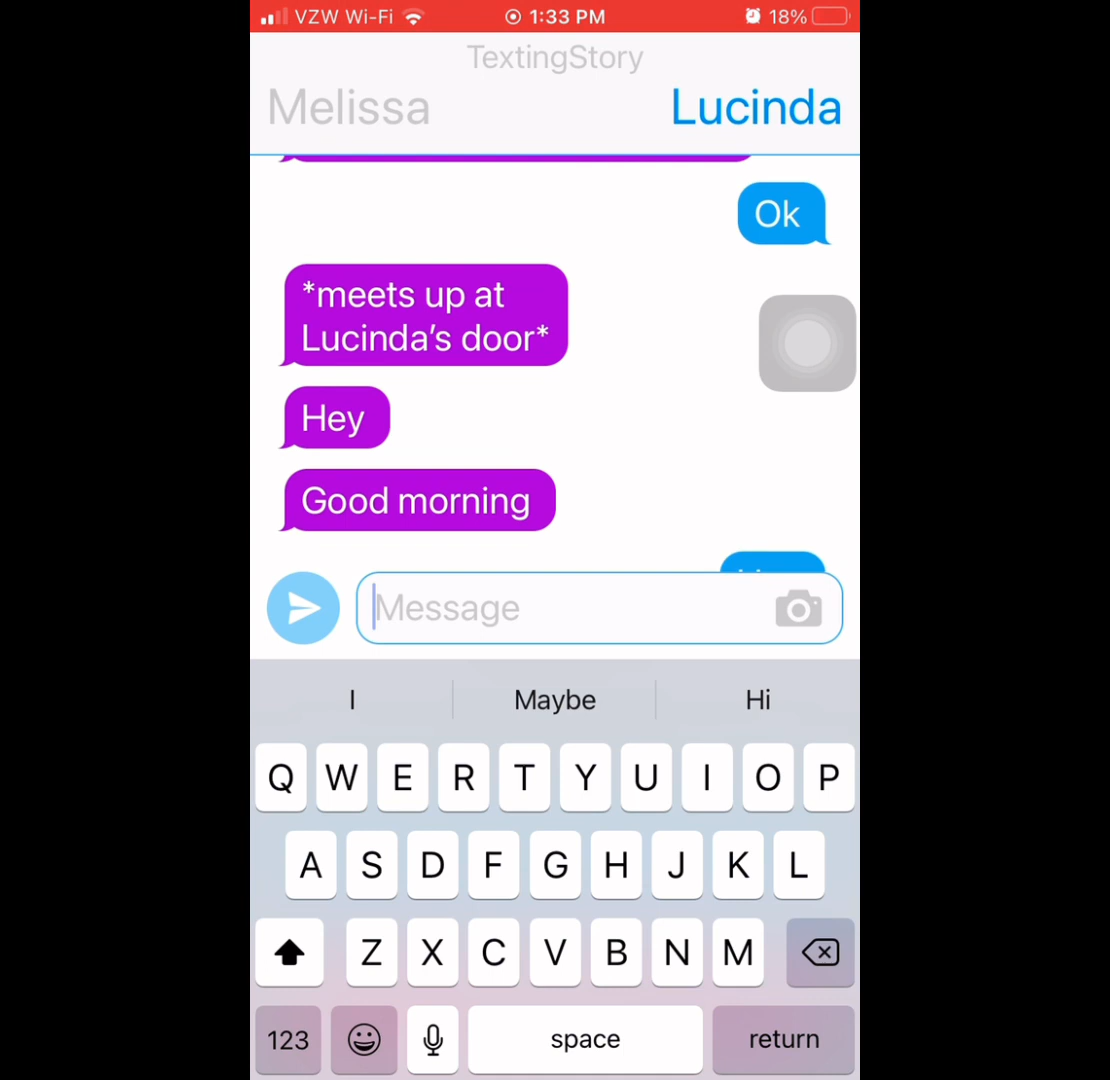 VZW Wi-Fi 1:33 PM 18%
TextingStory
Melissa Lucinda
Ok
*meets up at
Lucinda’s door*
Hey
Good morning
Message
I Maybe Hi
Q W E R T Y U I O P
A S D F G H J K L
Z X C V B N M
123 space return